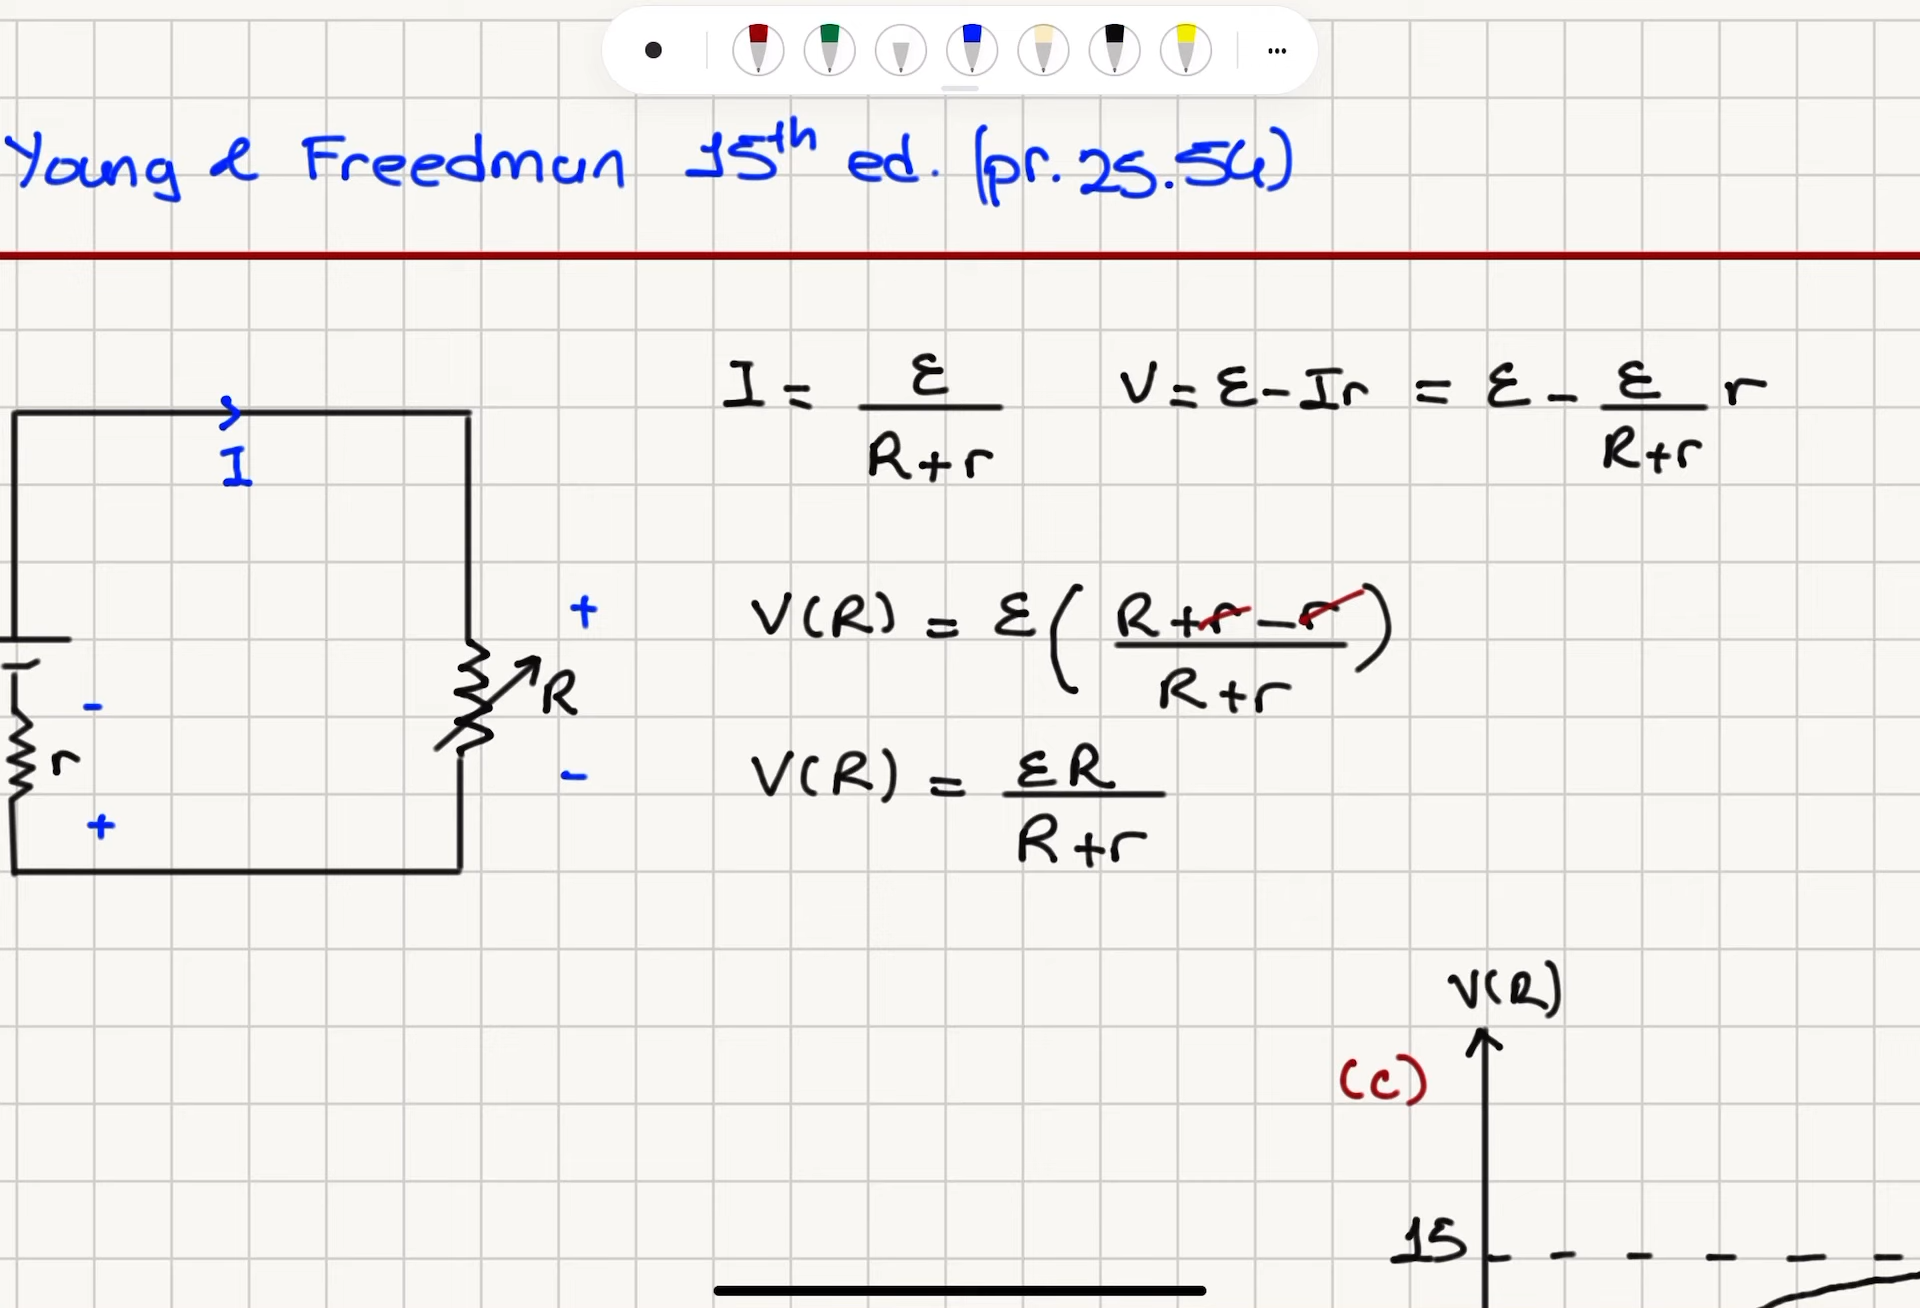 Young & Freedman 15th ed. (pr. 25.54)
I = ε/(R+r)   V = ε - Ir = ε - ε/(R+r) r
I
V(R) = ε((R+r-r)/(R+r))
+
R
-
-
r
+
V(R) = εR/(R+r)
V(R)
(c)
15